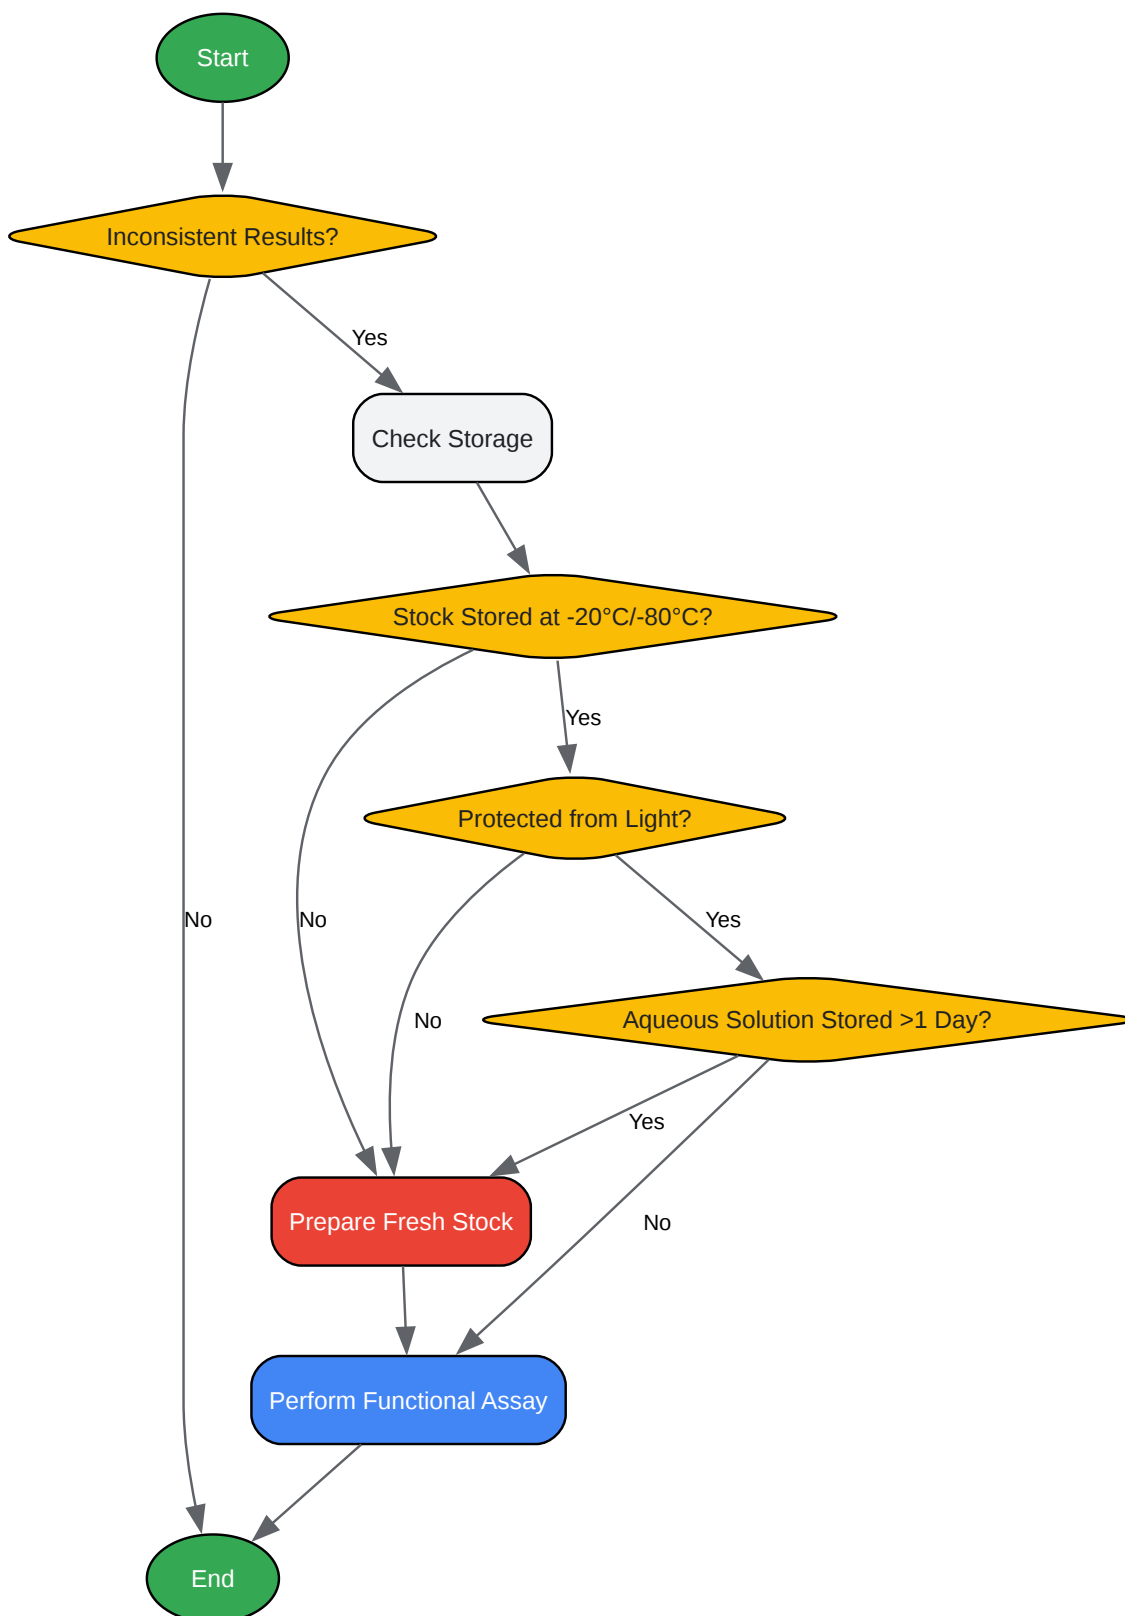 Start
Inconsistent Results?
Yes
Check Storage
Stock Stored at -20°C/-80°C?
Yes
Protected from Light?
No
No
Yes
No
Aqueous Solution Stored >1 Day?
Yes
Prepare Fresh Stock
No
Perform Functional Assay
End